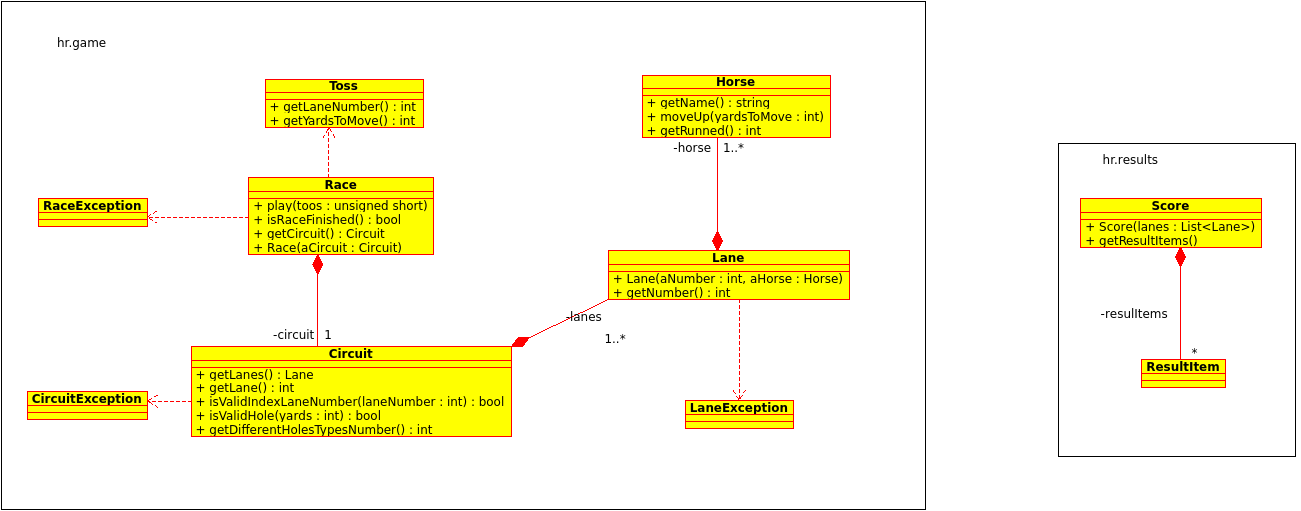 hr.game
Toss
+ getLaneNumber() : int
+ getYardsToMove() : int
Horse
+ getName() : string
+ moveUp(yardsToMove : int)
+ getRunned() : int
-horse 1..*
Race
+ play(toos : unsigned short)
+ isRaceFinished() : bool
+ getCircuit() : Circuit
+ Race(aCircuit : Circuit)
RaceException
Lane
+ Lane(aNumber : int, aHorse : Horse)
+ getNumber() : int
-lanes
1..*
-circuit 1
Circuit
+ getLanes() : Lane
+ getLane() : int
+ isValidIndexLaneNumber(laneNumber : int) : bool
+ isValidHole(yards : int) : bool
+ getDifferentHolesTypesNumber() : int
CircuitException
LaneException
hr.results
Score
+ Score(lanes : List<Lane>)
+ getResultItems()
-resulItems
*
ResultItem